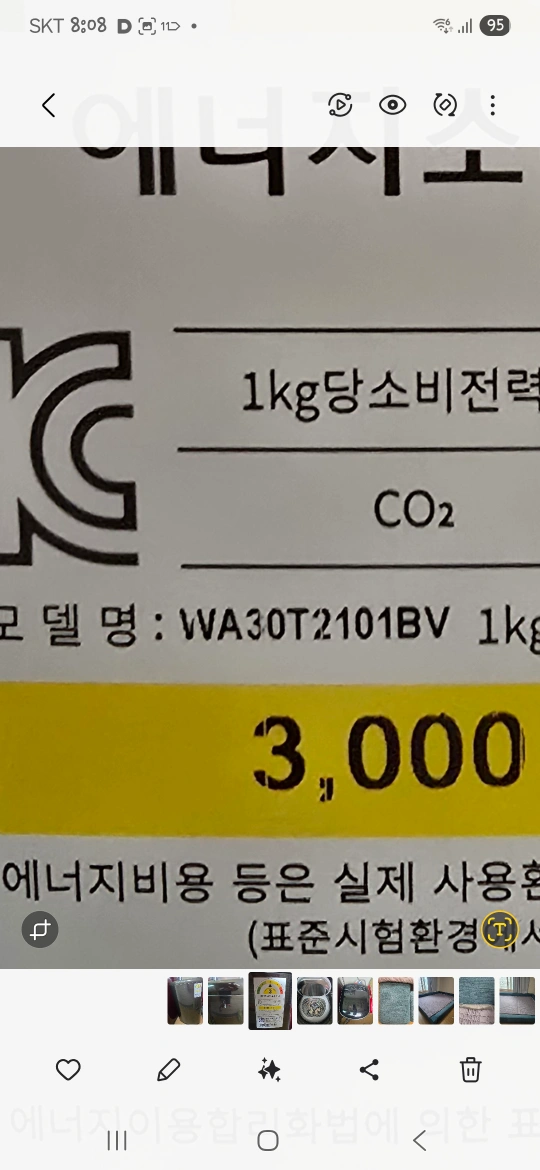 SKT 8:08
95
에너지소
1kg당소비전력
CO₂
모 델 명 : WA30T2101BV 1kg
3,000
에너지비용 등은 실제 사용환
(표준시험환경에서
에너지이용합리화법에 의한 표